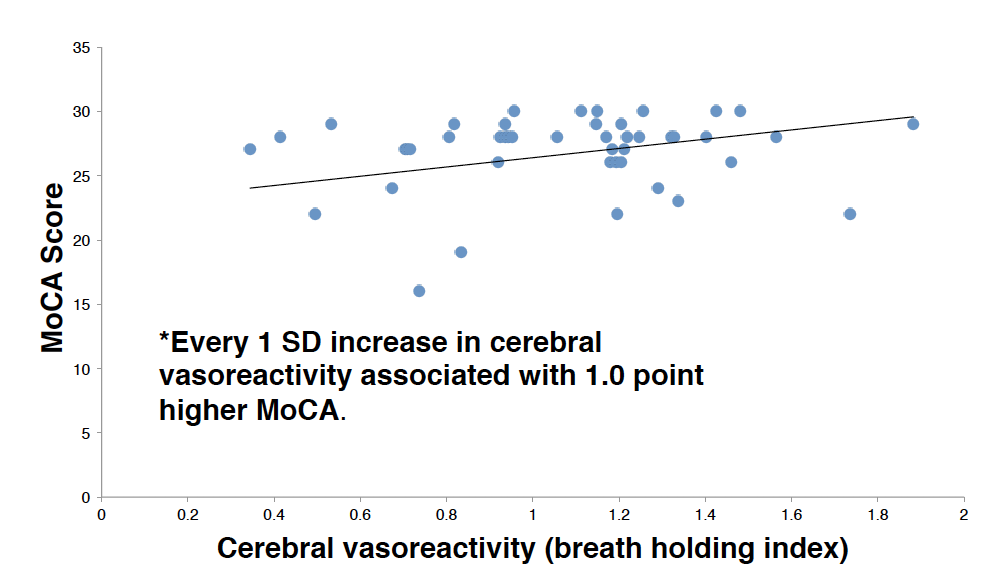 35
30
25
20
15
10
5
0
MoCA Score
*Every 1 SD increase in cerebral
vasoreactivity associated with 1.0 point
higher MoCA.
0 0.2 0.4 0.6 0.8 1 1.2 1.4 1.6 1.8 2
Cerebral vasoreactivity (breath holding index)